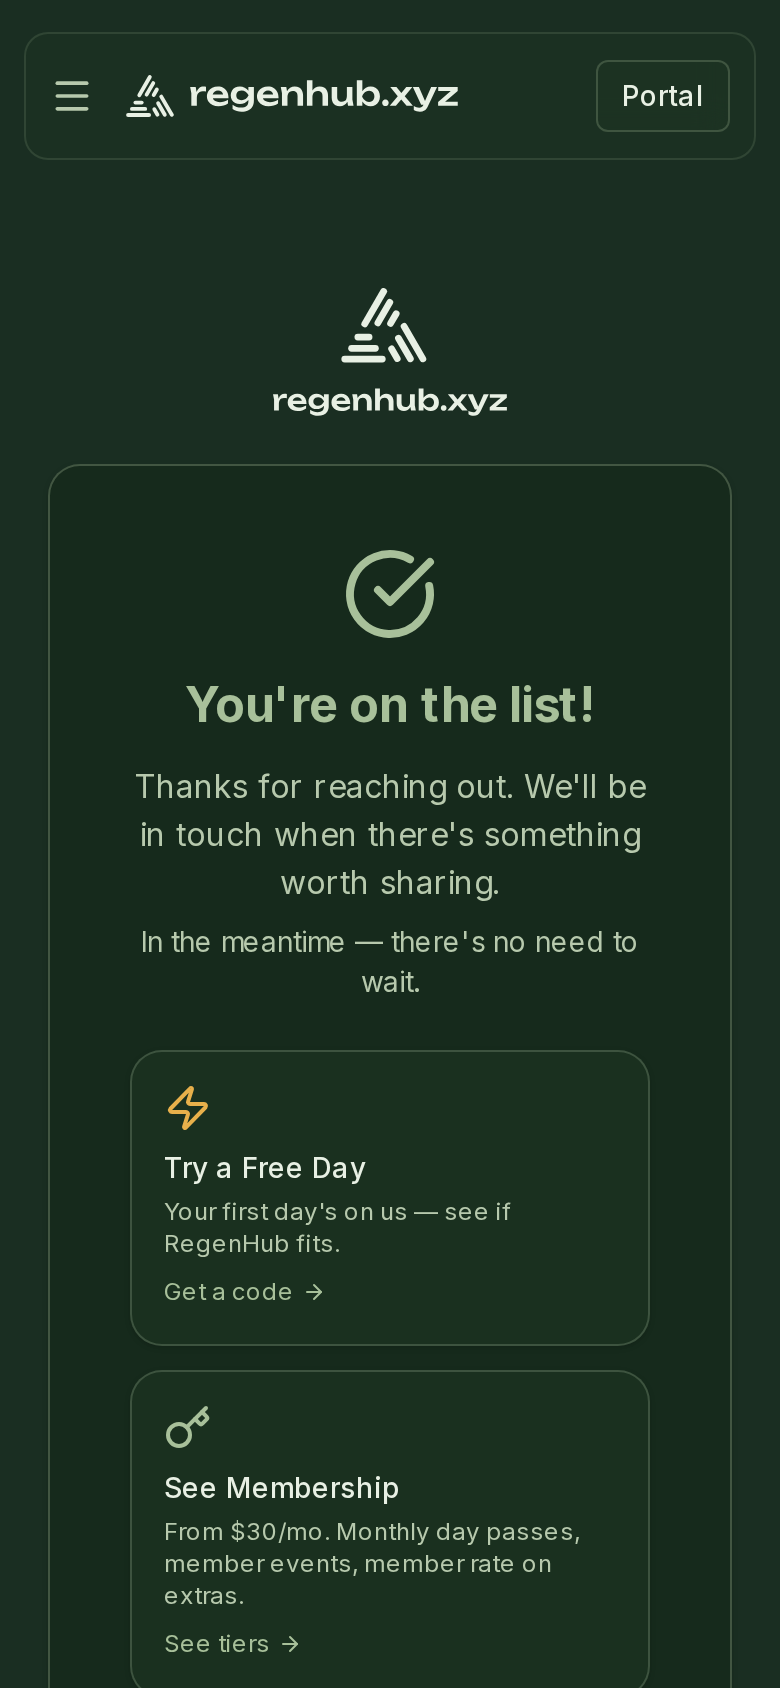 regenhub.xyz
Portal
regenhub.xyz
You're on the list!
Thanks for reaching out. We'll be
in touch when there's something
worth sharing.
In the meantime — there's no need to
wait.
Try a Free Day
Your first day's on us — see if
RegenHub fits.
Get a code →
See Membership
From $30/mo. Monthly day passes,
member events, member rate on
extras.
See tiers →